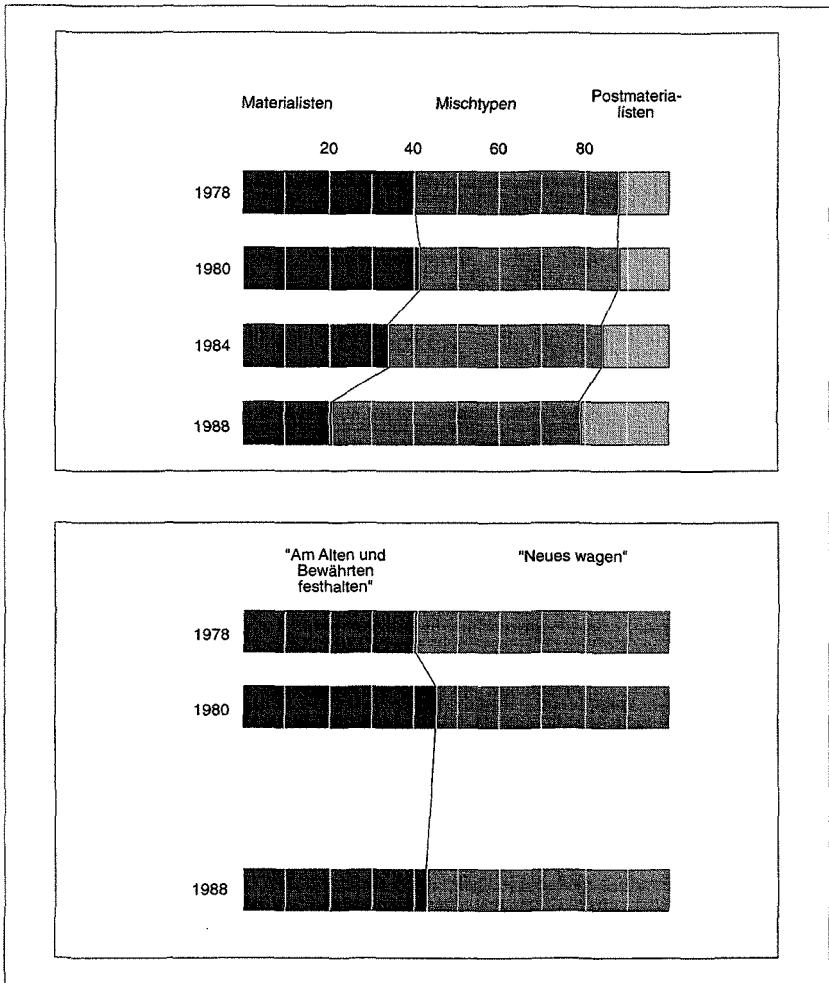 Materialisten Mischtypen Postmateria-
listen
20 40 60 80
1978
1980
1984
1988
"Am Alten und
Bewährten
festhalten"
"Neues wagen"
1978
1980
1988